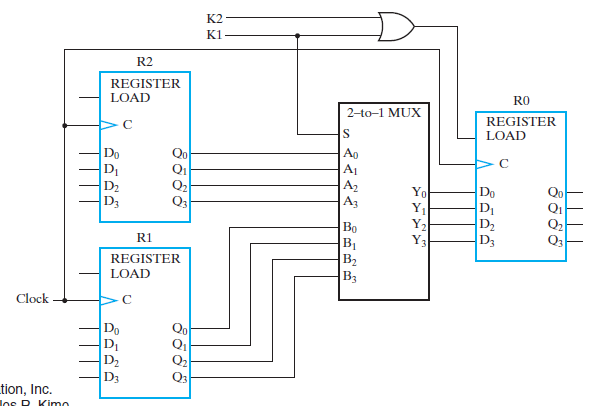 K2
K1
R2
REGISTER
LOAD
C
D0 Q0
D1 Q1
D2 Q2
D3 Q3
R1
REGISTER
LOAD
Clock
C
D0 Q0
D1 Q1
D2 Q2
D3 Q3
2–to–1 MUX
S
A0
A1
A2
A3
B0
B1
B2
B3
Y0
Y1
Y2
Y3
R0
REGISTER
LOAD
C
D0 Q0
D1 Q1
D2 Q2
D3 Q3
tion, Inc.